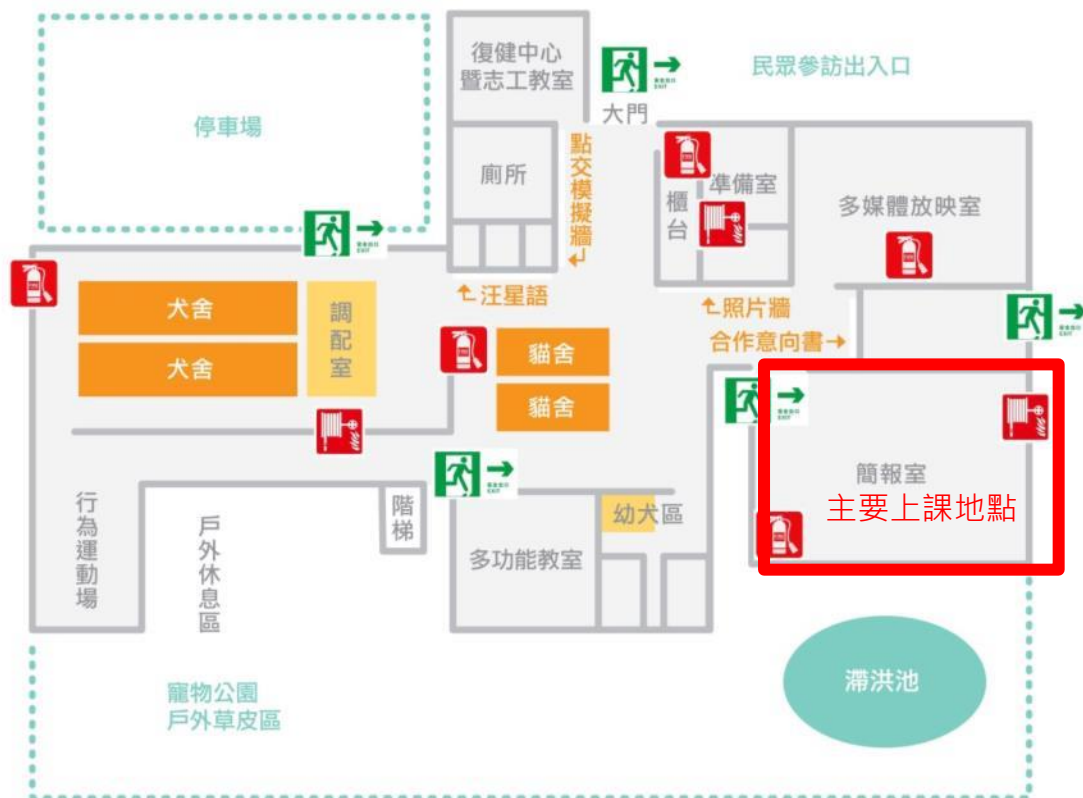 復健中心
暨志工教室
大門
民眾參訪出入口
停車場
廁所
點交模擬牆
櫃台
準備室
多媒體放映室
汪星語
照片牆
合作意向書
犬舍
犬舍
調配室
貓舍
貓舍
簡報室
主要上課地點
行為運動場
戶外休息區
階梯
多功能教室
幼犬區
寵物公園
戶外草皮區
滯洪池